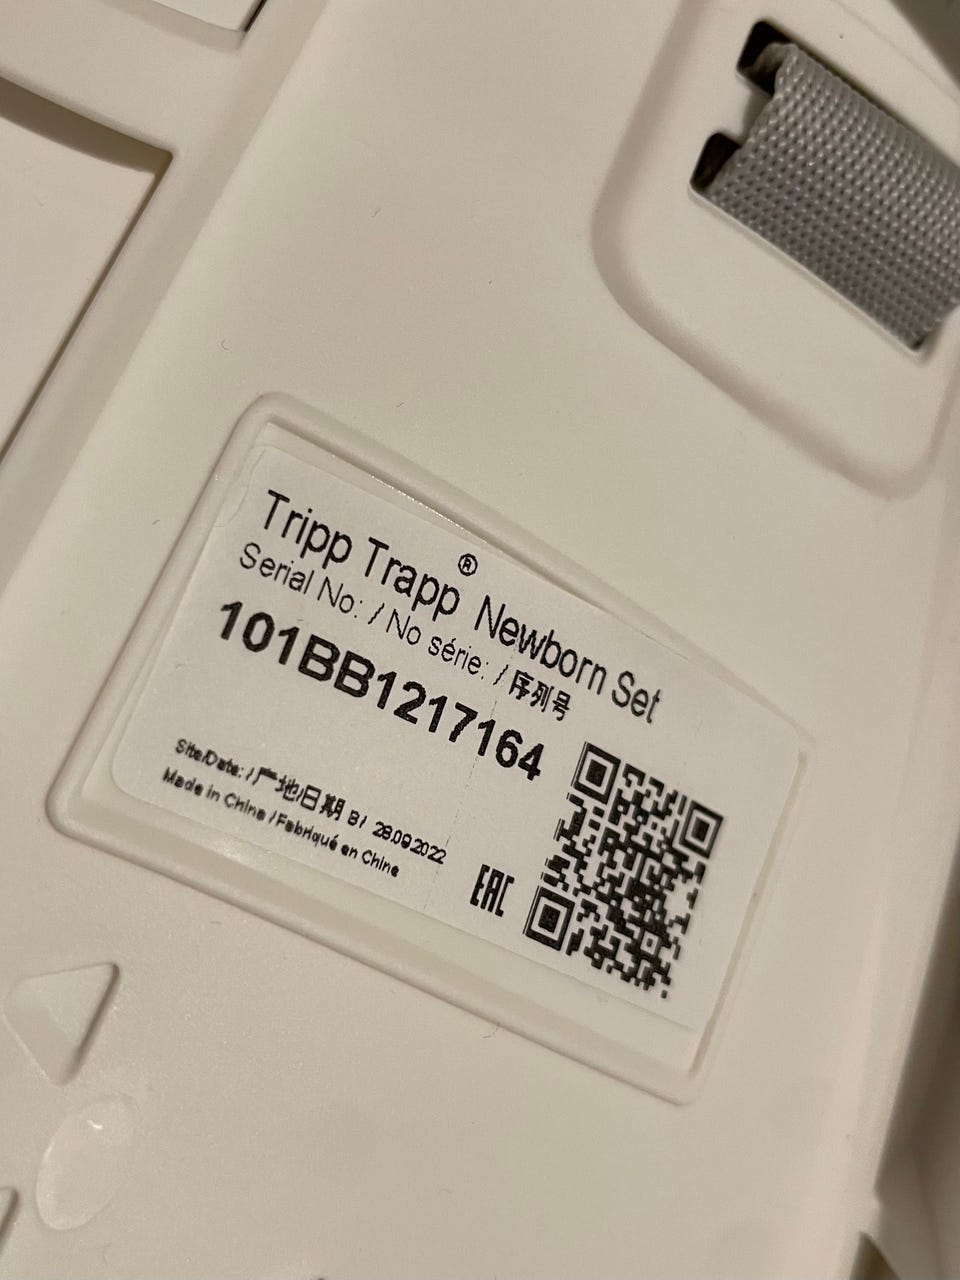 Tripp Trapp® Newborn Set
Serial No: / No série: / 序列号
101BB1217164
Site/Date: / 产地/日期 B/ 28.09.2022
Made in China / Fabriqué en Chine
EAC